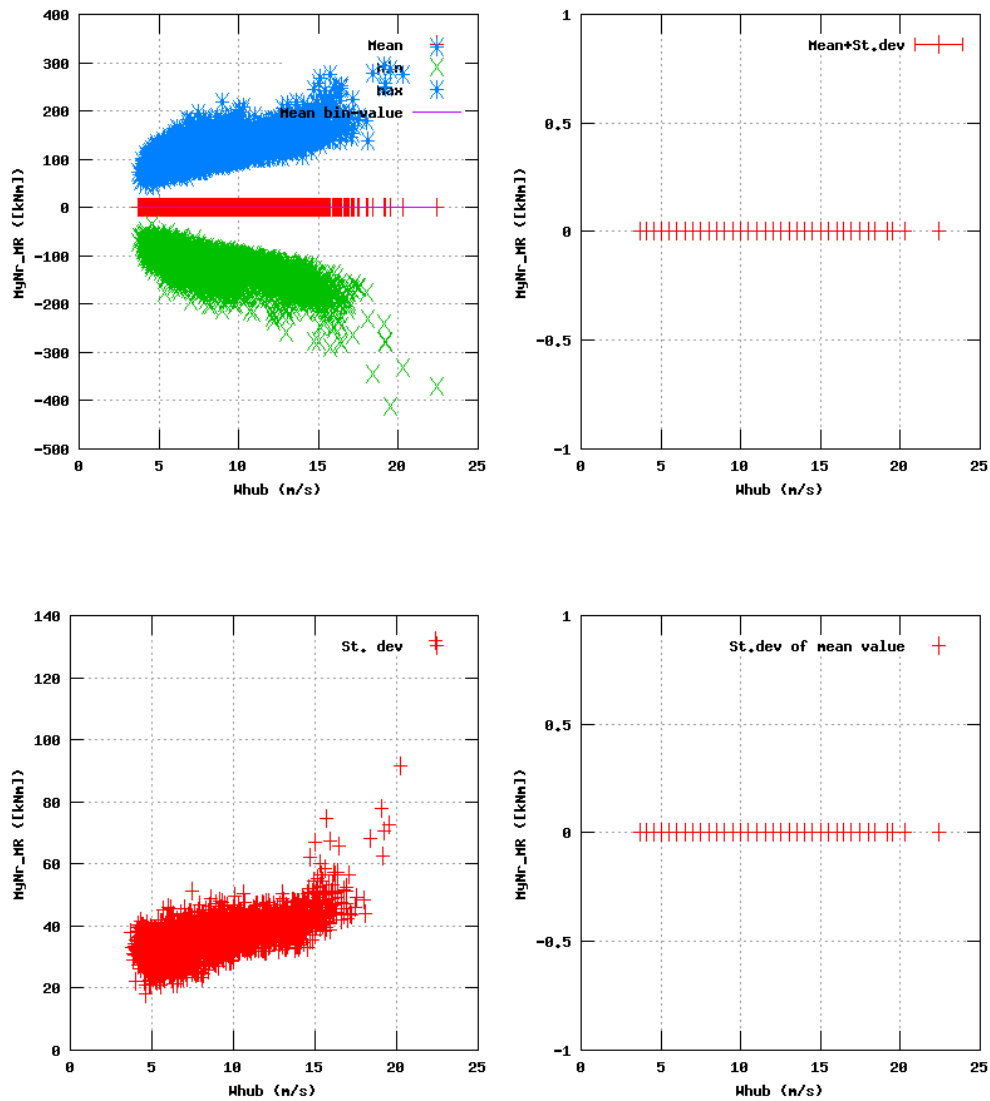 400
300
200
100
0
-100
-200
-300
-400
-500
0 5 10 15 20 25
MyNr_MR ([kNm])
Whub (m/s)
Mean
min
max
Mean bin-value
1
0.5
0
-0.5
-1
0 5 10 15 20 25
MyNr_MR ([kNm])
Whub (m/s)
Mean+St.dev
140
120
100
80
60
40
20
0
0 5 10 15 20 25
MyNr_MR ([kNm])
Whub (m/s)
St. dev
1
0.5
0
-0.5
-1
0 5 10 15 20 25
MyNr_MR ([kNm])
Whub (m/s)
St.dev of mean value